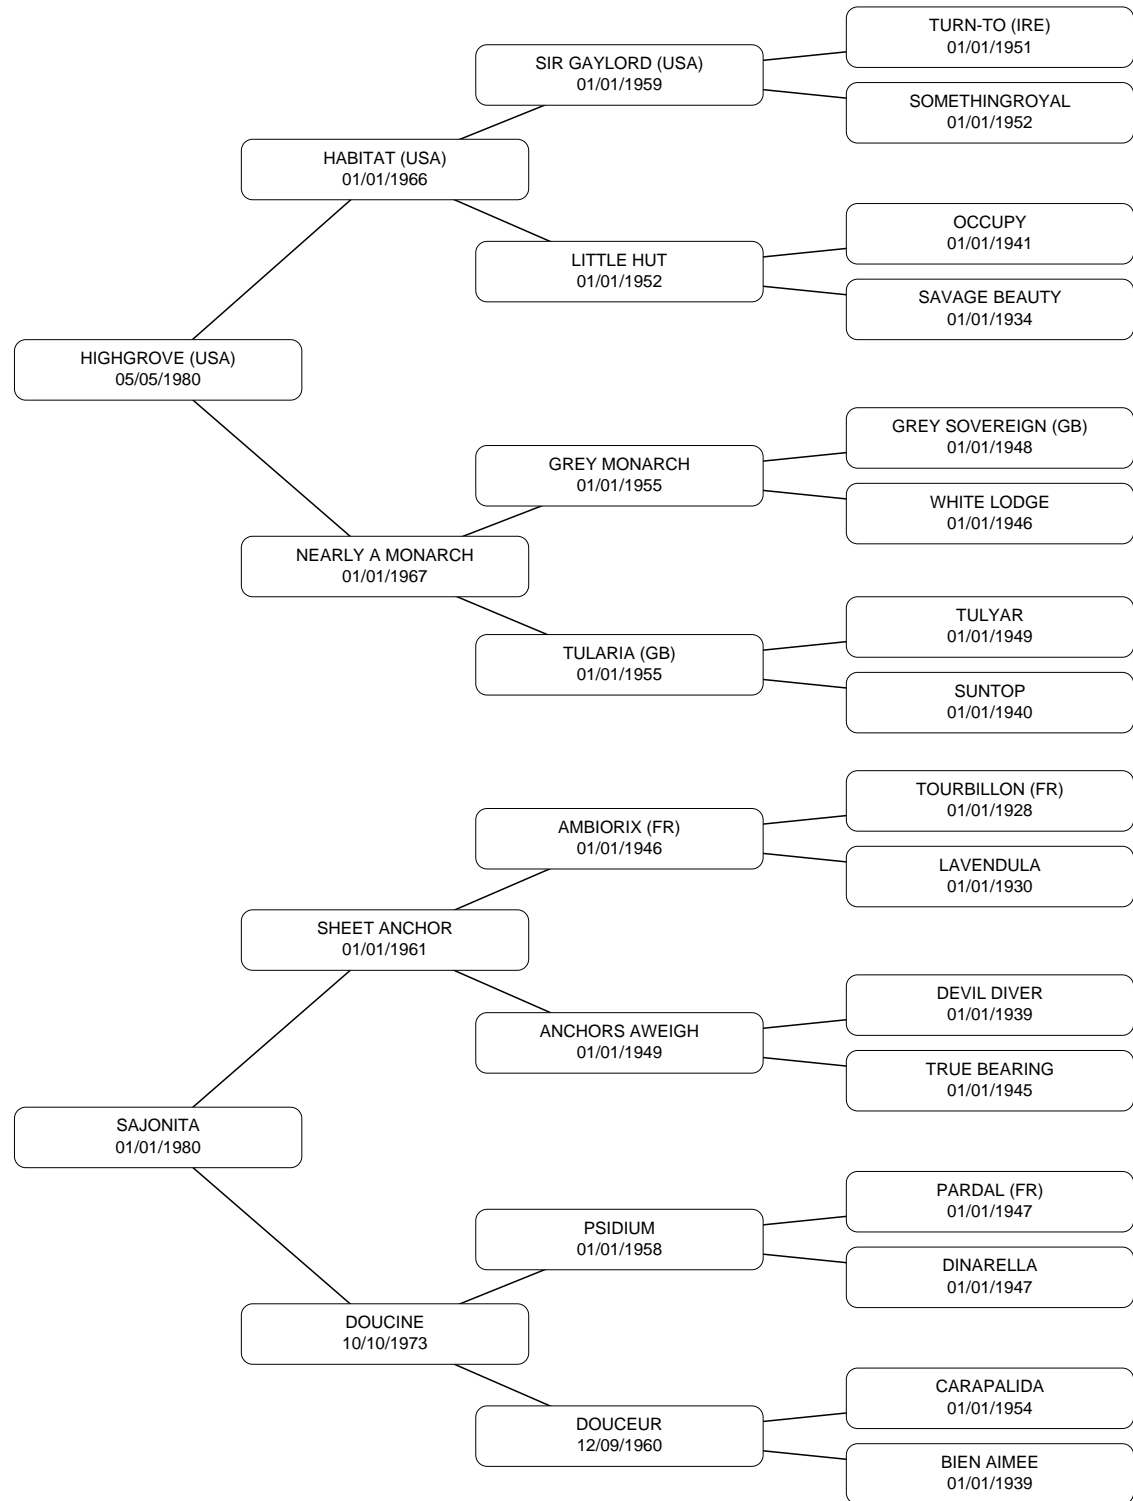 TURN-TO (IRE)
01/01/1951
SIR GAYLORD (USA)
01/01/1959
SOMETHINGROYAL
01/01/1952
HABITAT (USA)
01/01/1966
OCCUPY
01/01/1941
LITTLE HUT
01/01/1952
SAVAGE BEAUTY
01/01/1934
HIGHGROVE (USA)
05/05/1980
GREY SOVEREIGN (GB)
01/01/1948
GREY MONARCH
01/01/1955
WHITE LODGE
01/01/1946
NEARLY A MONARCH
01/01/1967
TULYAR
01/01/1949
TULARIA (GB)
01/01/1955
SUNTOP
01/01/1940
TOURBILLON (FR)
01/01/1928
AMBIORIX (FR)
01/01/1946
LAVENDULA
01/01/1930
SHEET ANCHOR
01/01/1961
DEVIL DIVER
01/01/1939
ANCHORS AWEIGH
01/01/1949
TRUE BEARING
01/01/1945
SAJONITA
01/01/1980
PARDAL (FR)
01/01/1947
PSIDIUM
01/01/1958
DINARELLA
01/01/1947
DOUCINE
10/10/1973
CARAPALIDA
01/01/1954
DOUCEUR
12/09/1960
BIEN AIMEE
01/01/1939